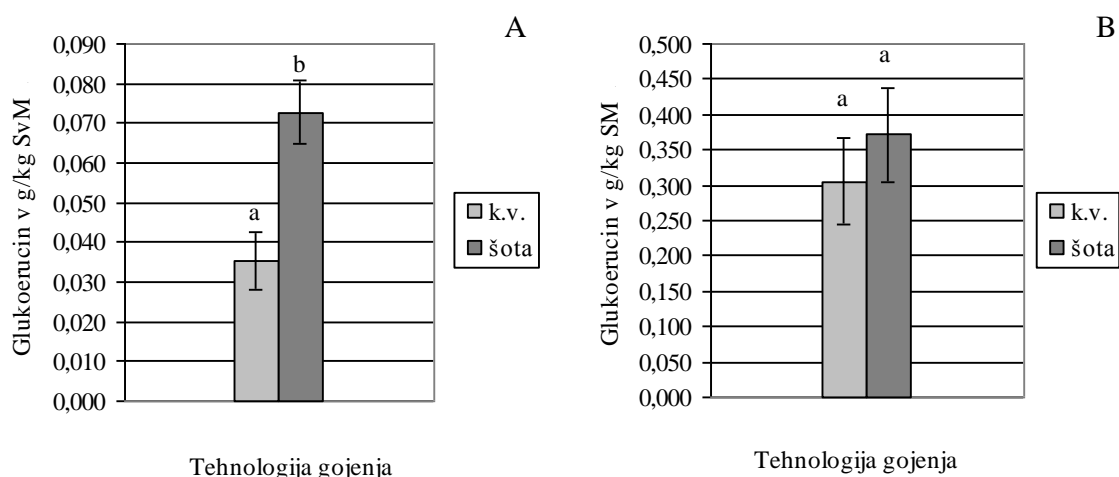 A
Glukoerucin v g/kg SvM
0,090
0,080
0,070
0,060
0,050
0,040
0,030
0,020
0,010
0,000
a
b
k.v.
šota
Tehnologija gojenja
B
Glukoerucin v g/kg SM
0,500
0,450
0,400
0,350
0,300
0,250
0,200
0,150
0,100
0,050
0,000
a
a
k.v.
šota
Tehnologija gojenja